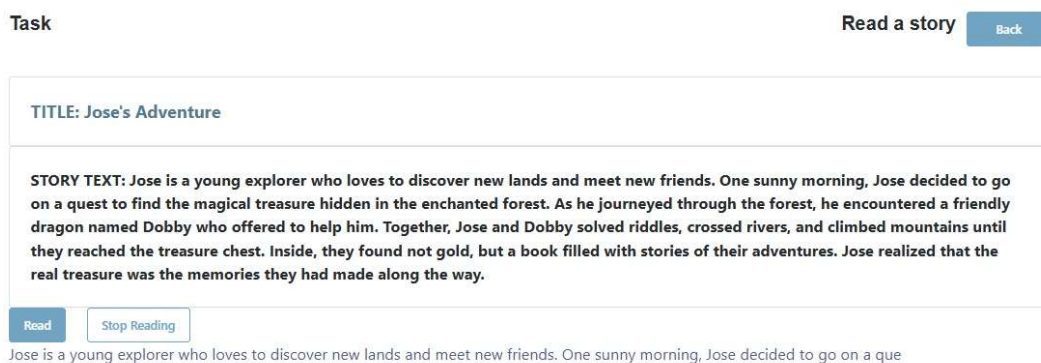 Task
Read a story
Back
TITLE: Jose's Adventure
STORY TEXT: Jose is a young explorer who loves to discover new lands and meet new friends. One sunny morning, Jose decided to go
on a quest to find the magical treasure hidden in the enchanted forest. As he journeyed through the forest, he encountered a friendly
dragon named Dobby who offered to help him. Together, Jose and Dobby solved riddles, crossed rivers, and climbed mountains until
they reached the treasure chest. Inside, they found not gold, but a book filled with stories of their adventures. Jose realized that the
real treasure was the memories they had made along the way.
Read
Stop Reading
Jose is a young explorer who loves to discover new lands and meet new friends. One sunny morning, Jose decided to go on a que